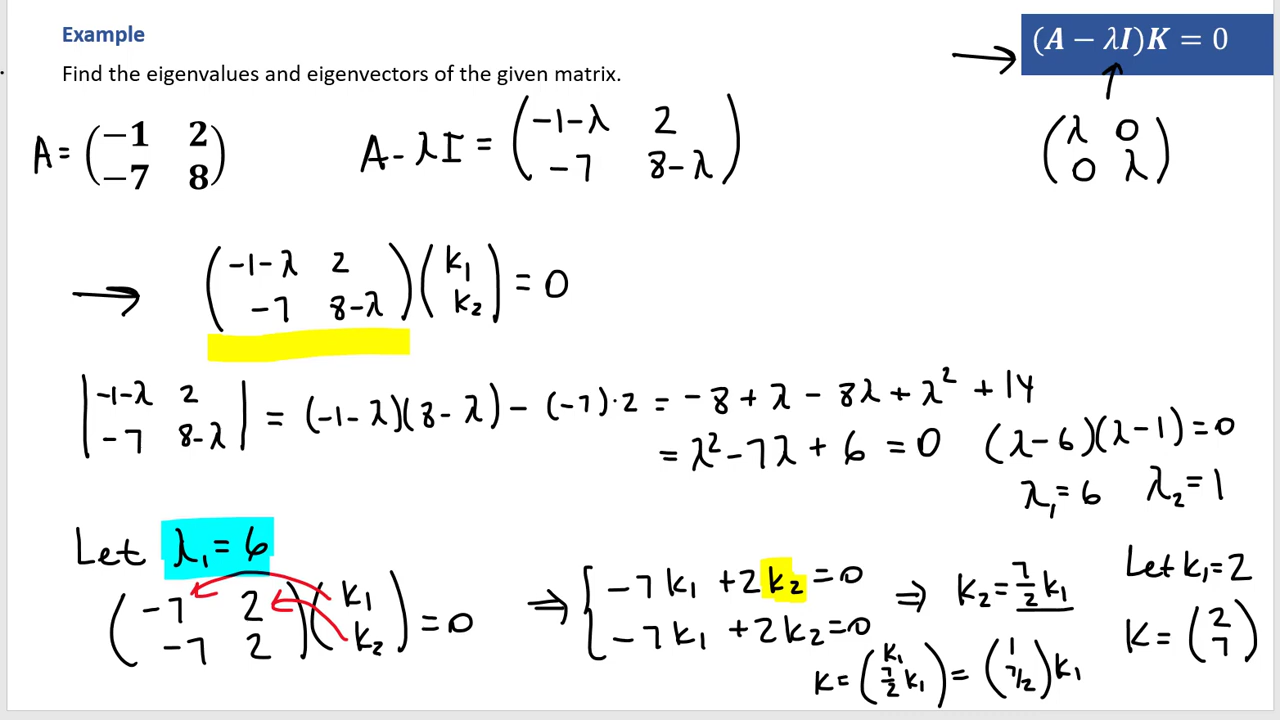 Example
(A − λI)K = 0
Find the eigenvalues and eigenvectors of the given matrix.
A = (−1 2
−7 8)
A - λI = (-1-λ 2
-7 8-λ)
(λ 0
0 λ)
→ (-1-λ 2
-7 8-λ) (k₁
k₂) = 0
|-1-λ 2
-7 8-λ| = (-1-λ)(8-λ) - (-7)·2 = -8 + λ - 8λ + λ² + 14
= λ² - 7λ + 6 = 0 (λ-6)(λ-1) = 0
λ₁ = 6 λ₂ = 1
Let λ₁ = 6
(-7 2
-7 2) (k₁
k₂) = 0
⇒ { -7k₁ + 2k₂ = 0
-7k₁ + 2k₂ = 0
⇒ k₂ = 7/2 k₁
K = (k₁
7/2 k₁) = (1
7/2) k₁
Let k₁ = 2
K = (2
7)